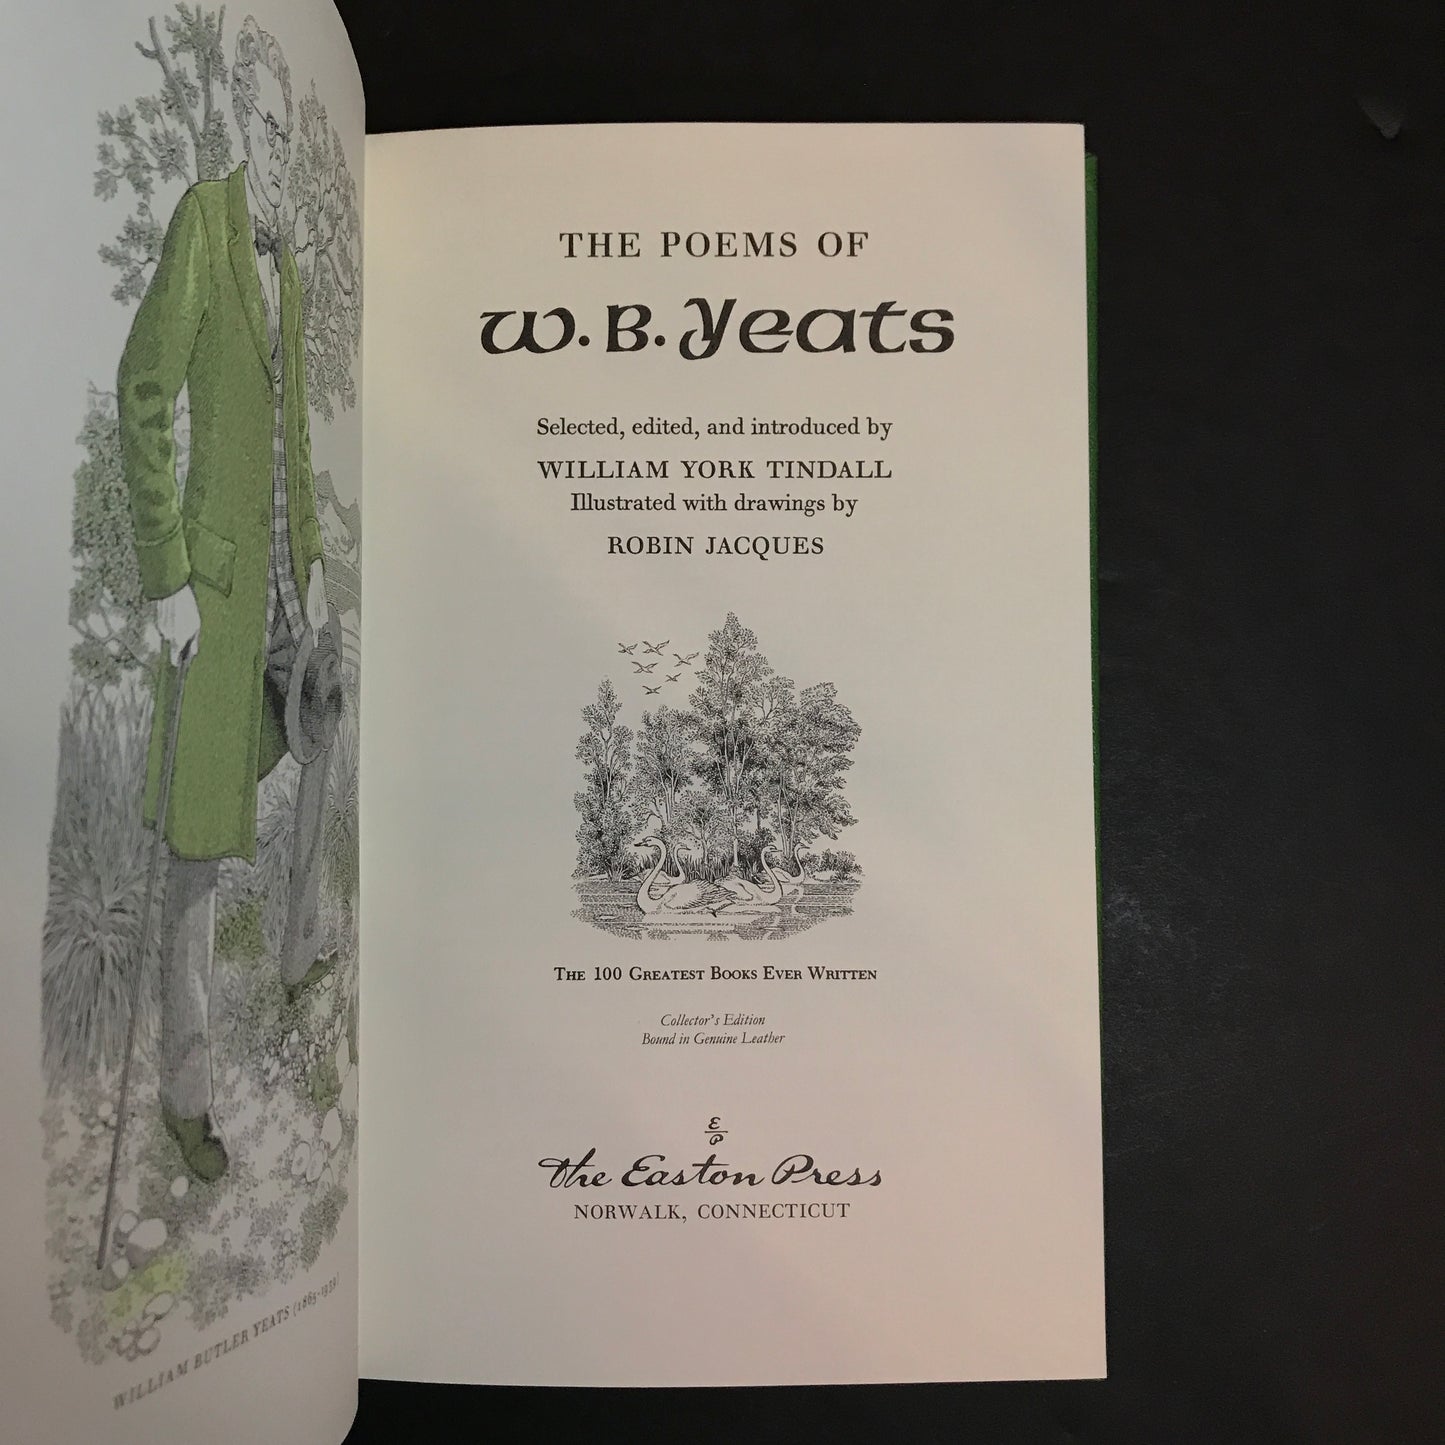 WILLIAM BUTLER YEATS (1865-1939)
THE POEMS OF
W. B. Yeats
Selected, edited, and introduced by
WILLIAM YORK TINDALL
Illustrated with drawings by
ROBIN JACQUES
THE 100 GREATEST BOOKS EVER WRITTEN
Collector's Edition
Bound in Genuine Leather
E
P
The Easton Press
NORWALK, CONNECTICUT